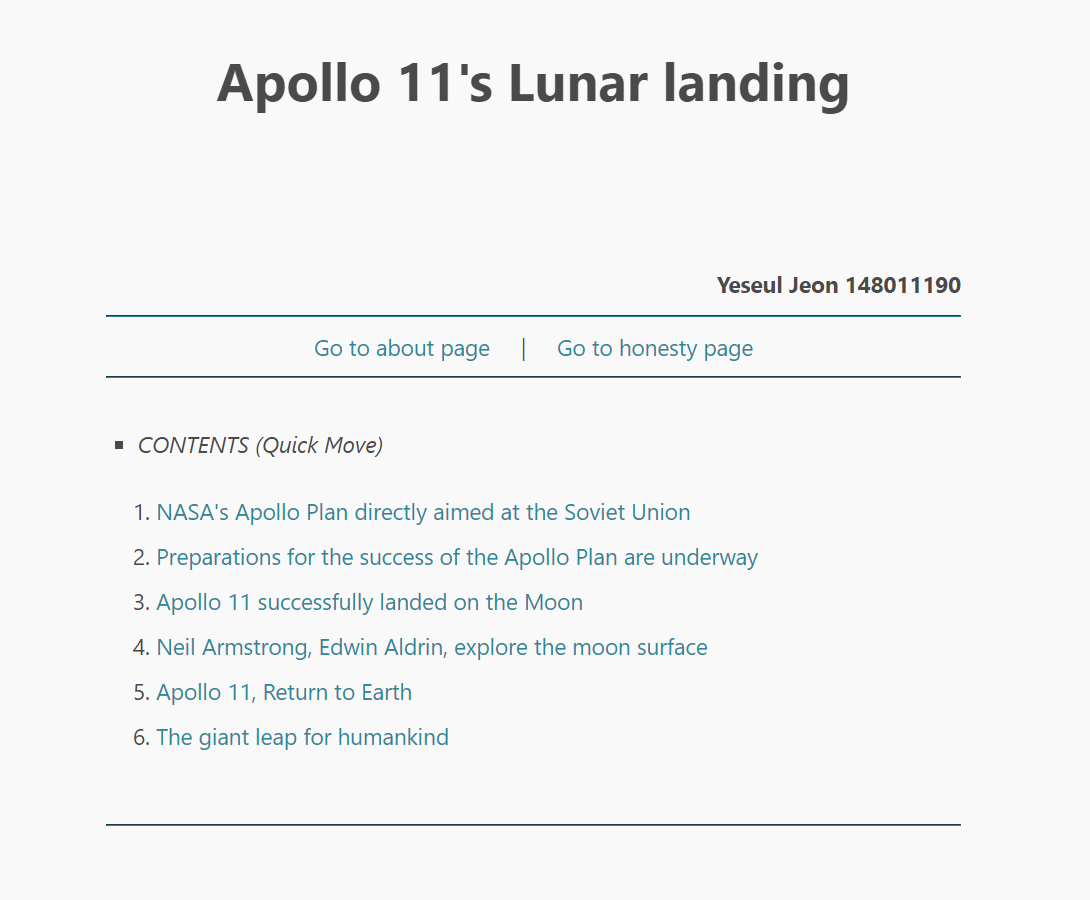 Apollo 11's Lunar landing
Yeseul Jeon 148011190
Go to about page | Go to honesty page
▪ CONTENTS (Quick Move)
1. NASA's Apollo Plan directly aimed at the Soviet Union
2. Preparations for the success of the Apollo Plan are underway
3. Apollo 11 successfully landed on the Moon
4. Neil Armstrong, Edwin Aldrin, explore the moon surface
5. Apollo 11, Return to Earth
6. The giant leap for humankind